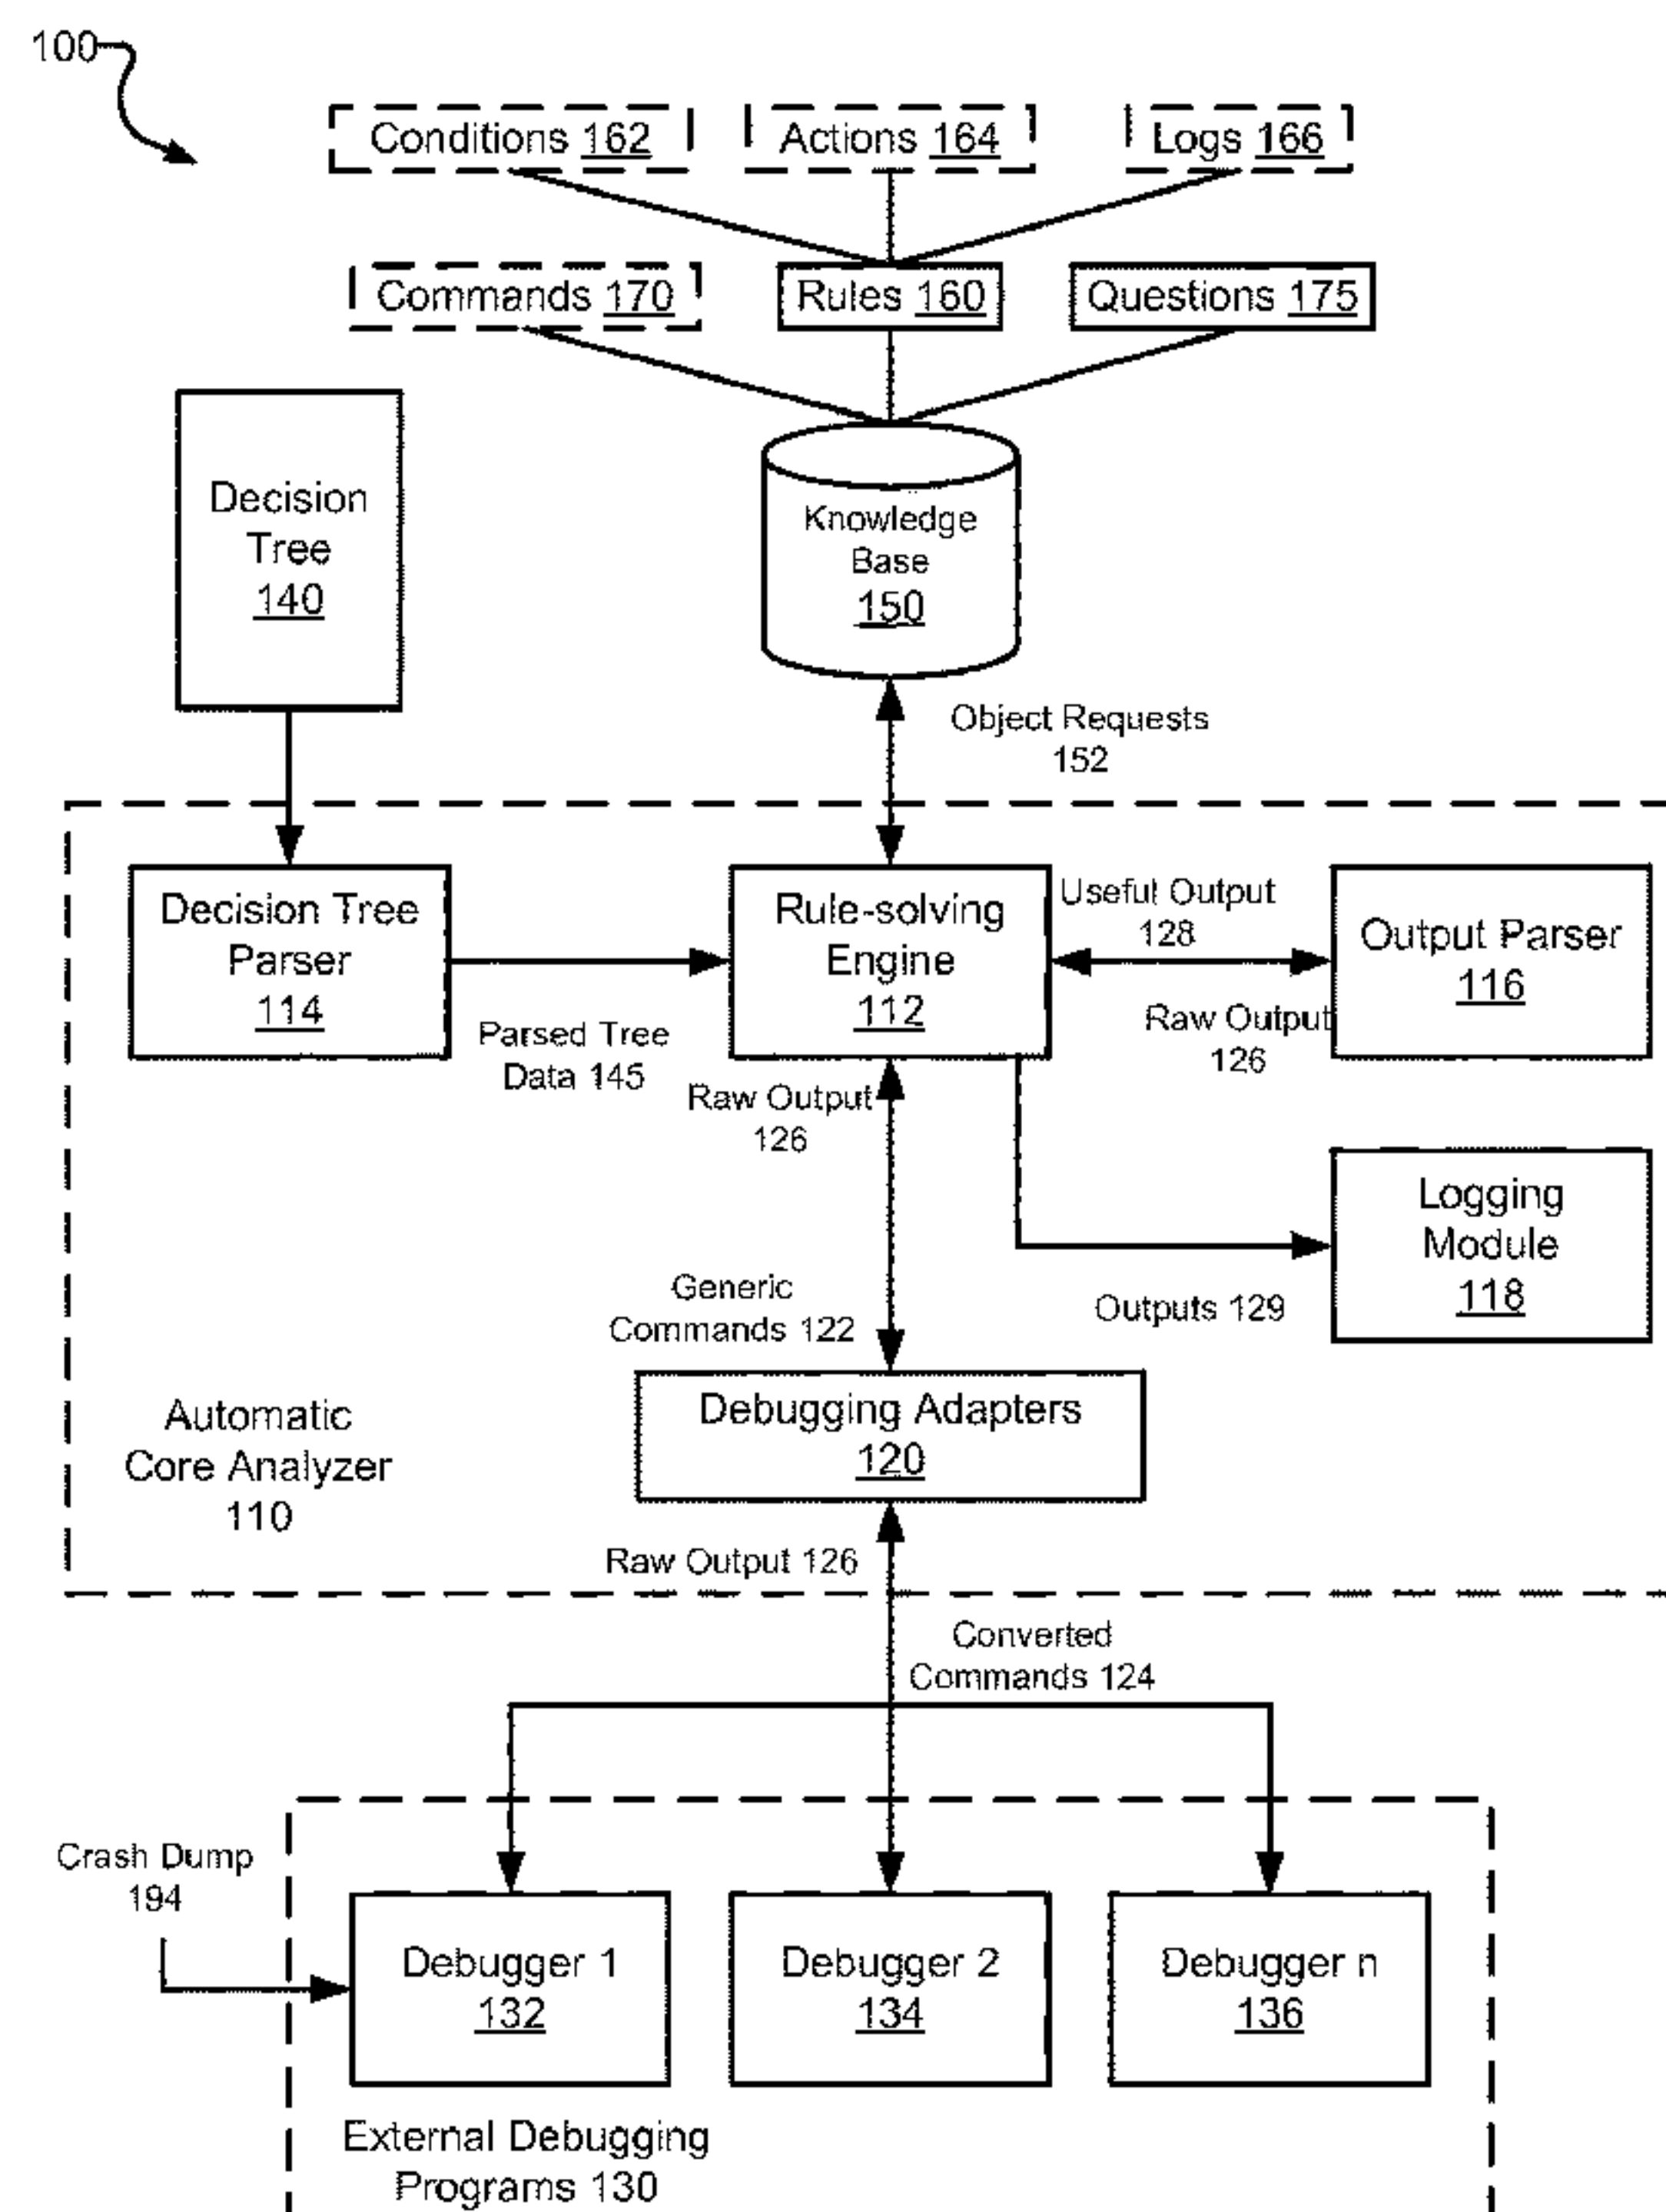 100
Conditions 162
Actions 164
Logs 166
Commands 170
Rules 160
Questions 175
Decision
Tree
140
Knowledge
Base
150
Object Requests
152
Decision Tree
Parser
114
Parsed Tree
Data 145
Rule-solving
Engine
112
Useful Output
128
Raw Output
126
Output Parser
116
Raw Output
126
Generic
Commands 122
Outputs 129
Logging
Module
118
Debugging Adapters
120
Automatic
Core Analyzer
110
Raw Output 126
Converted
Commands 124
Crash Dump
194
Debugger 1
132
Debugger 2
134
Debugger n
136
External Debugging
Programs 130